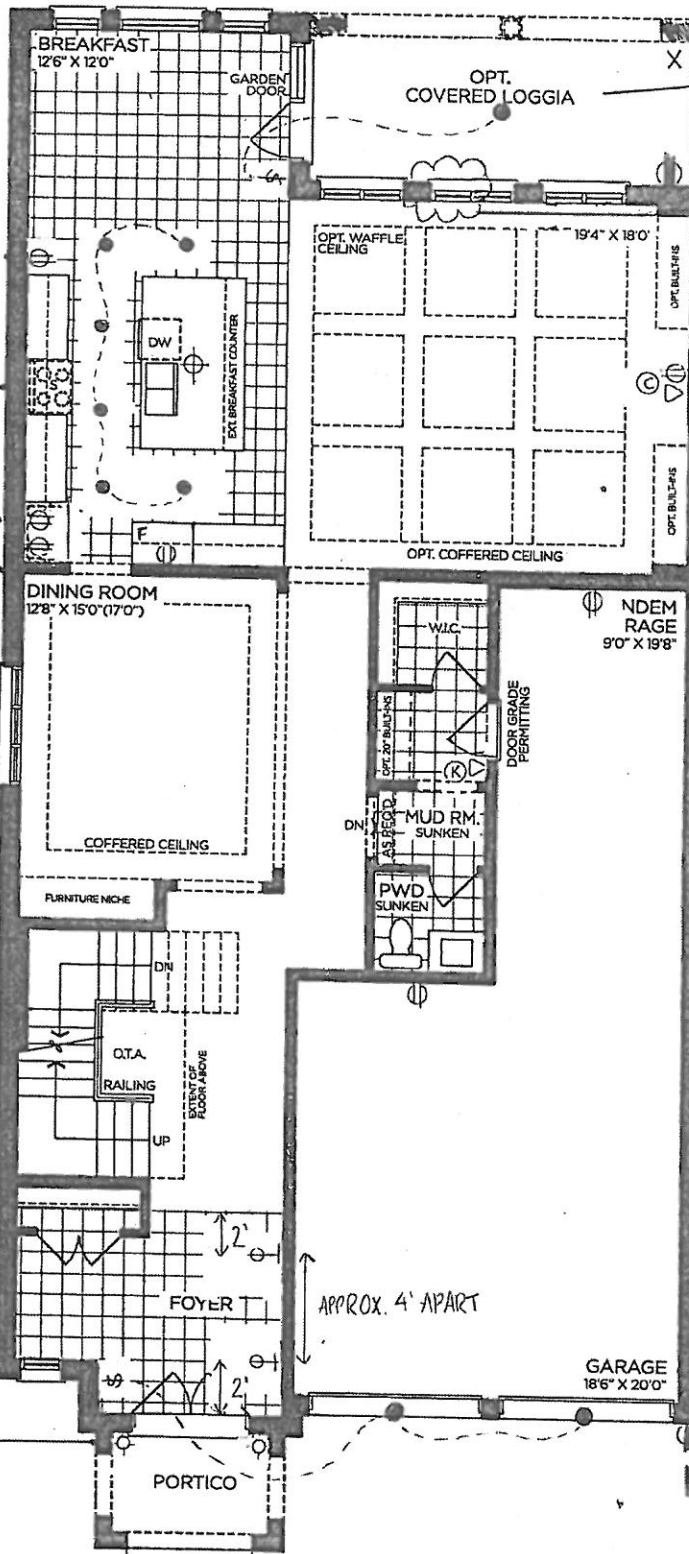 BREAKFAST
12'6" X 12'0"
GARDEN
DOOR
OPT.
COVERED LOGGIA
X
S
OPT. WAFFLE
CEILING
19'4" X 18'0"
OPT. BUILT-INS
DW
EXT. BREAKFAST COUNTER
S
C
OPT. BUILT-INS
F
OPT. COFFERED CEILING
DINING ROOM
12'8" X 15'0"(17'0")
W.I.C.
NDEM
RAGE
9'0" X 19'8"
OPT. 20" BUILT-INS
DOOR GRADE
PERMITTING
K
COFFERED CEILING
DN
AS REQ'D
MUD RM.
SUNKEN
FURNITURE NICHE
PWD
SUNKEN
DN
O.T.A.
RAILING
EXTENT OF
FLOOR ABOVE
UP
2'
FOYER
APPROX. 4' APART
S
2'
GARAGE
18'6" X 20'0"
PORTICO